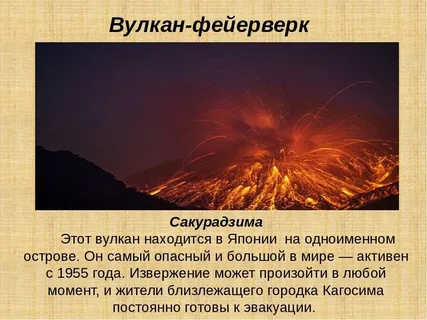 Вулкан-фейерверк
Сакурадзима
Этот вулкан находится в Японии на одноименном
острове. Он самый опасный и большой в мире — активен
с 1955 года. Извержение может произойти в любой
момент, и жители близлежащего городка Кагосима
постоянно готовы к эвакуации.